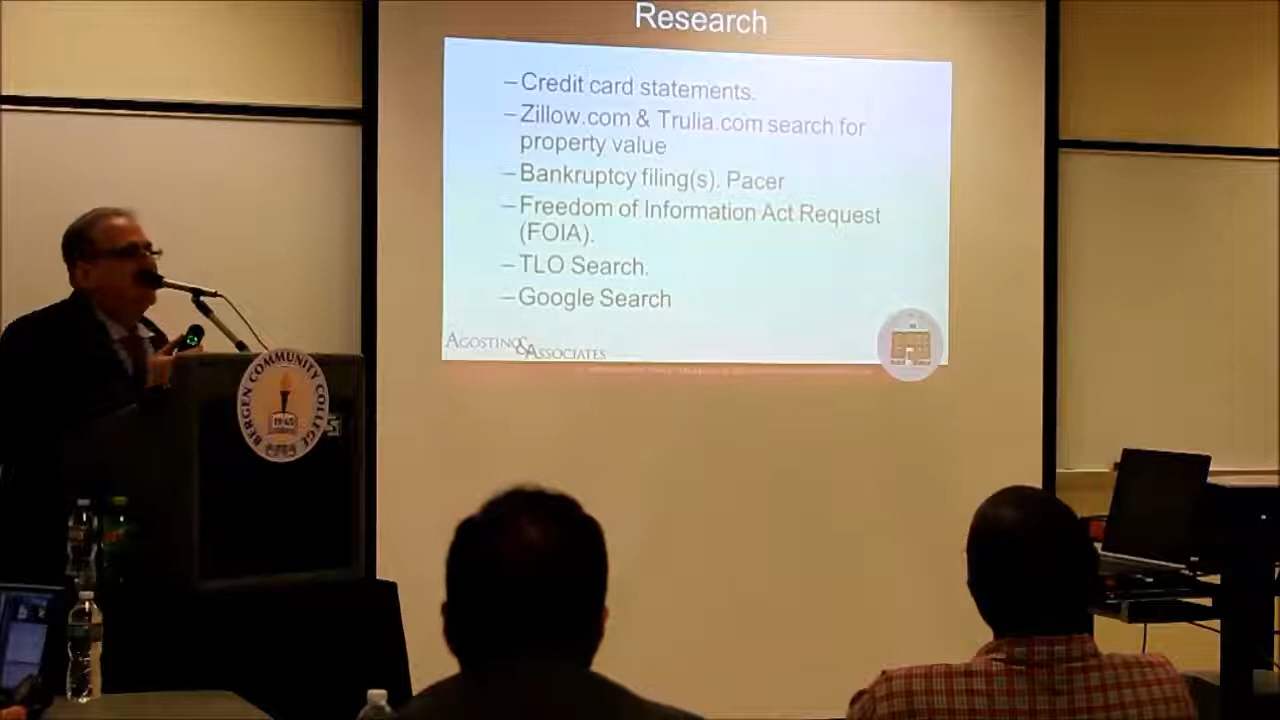 Research
–Credit card statements.
–Zillow.com & Trulia.com search for
property value
–Bankruptcy filing(s). Pacer
–Freedom of Information Act Request
(FOIA).
–TLO Search.
–Google Search
AGOSTINO & ASSOCIATES
BERGEN COMMUNITY COLLEGE